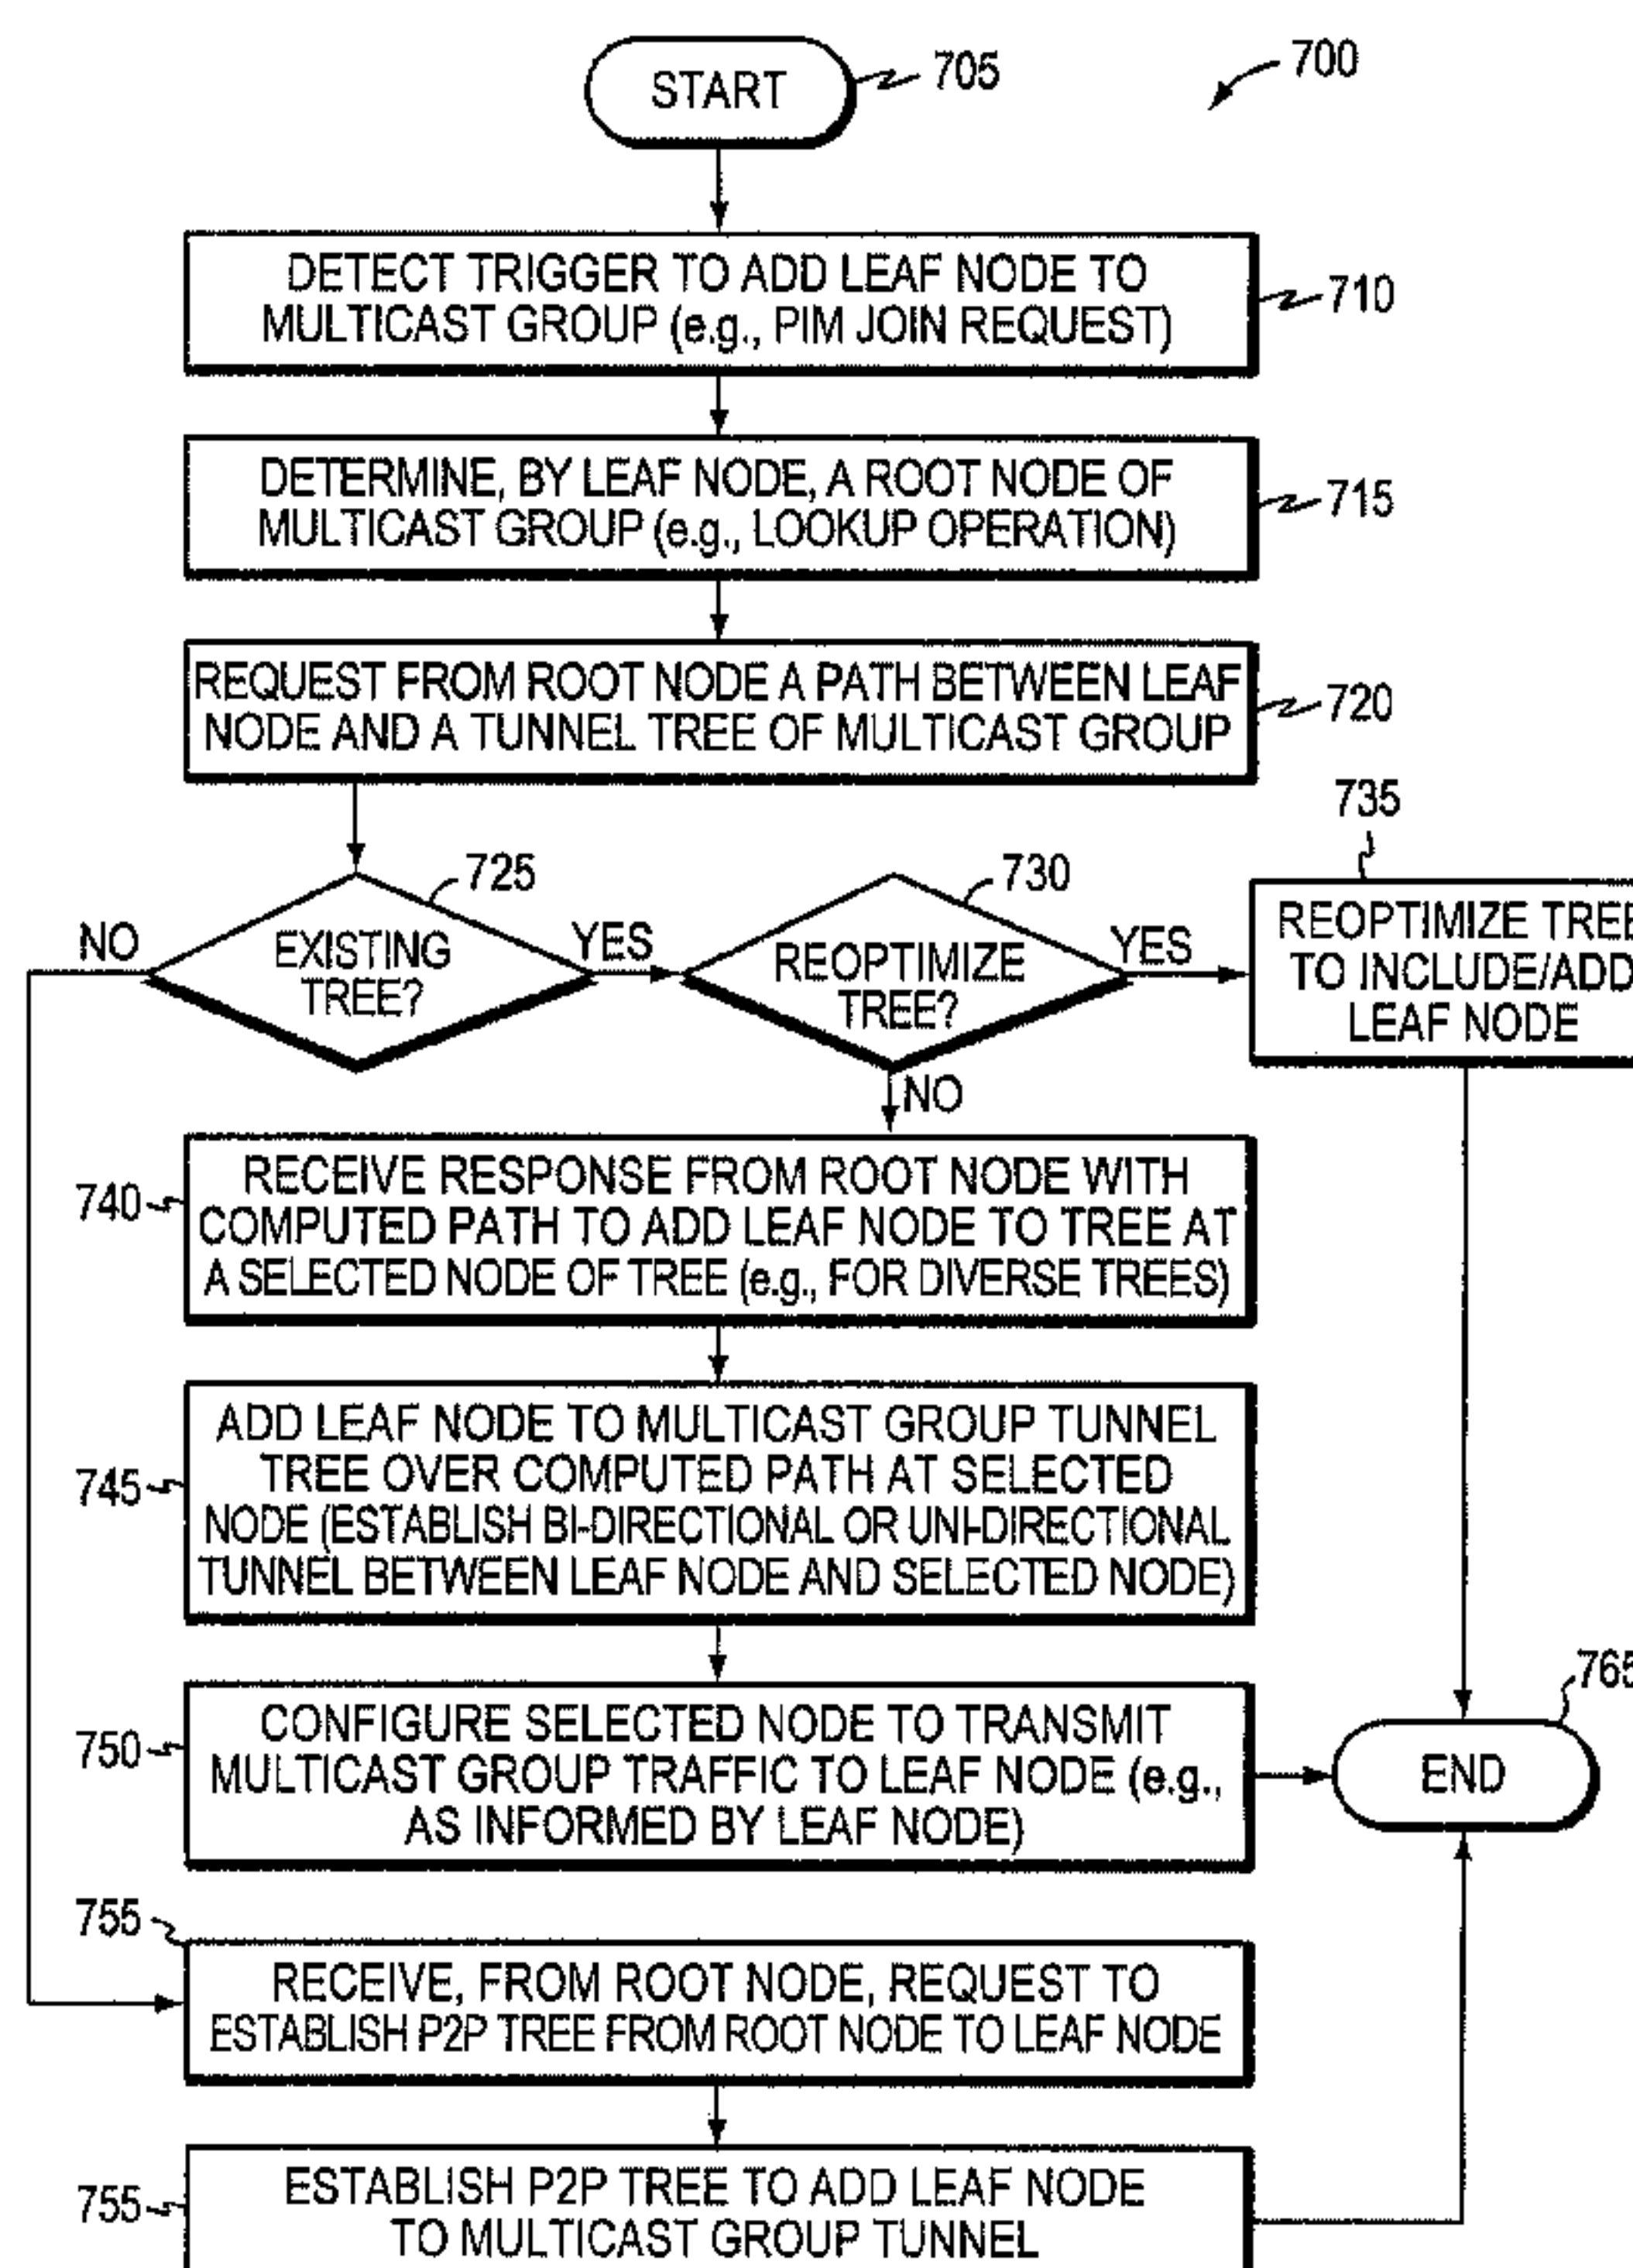 START
705
700
DETECT TRIGGER TO ADD LEAF NODE TO
MULTICAST GROUP (e.g., PIM JOIN REQUEST)
710
DETERMINE, BY LEAF NODE, A ROOT NODE OF
MULTICAST GROUP (e.g., LOOKUP OPERATION)
715
REQUEST FROM ROOT NODE A PATH BETWEEN LEAF
NODE AND A TUNNEL TREE OF MULTICAST GROUP
720
725
NO
EXISTING
TREE?
YES
730
REOPTIMIZE
TREE?
YES
NO
735
REOPTIMIZE TREE
TO INCLUDE/ADD
LEAF NODE
740
RECEIVE RESPONSE FROM ROOT NODE WITH
COMPUTED PATH TO ADD LEAF NODE TO TREE AT
A SELECTED NODE OF TREE (e.g., FOR DIVERSE TREES)
745
ADD LEAF NODE TO MULTICAST GROUP TUNNEL
TREE OVER COMPUTED PATH AT SELECTED
NODE (ESTABLISH BI-DIRECTIONAL OR UNI-DIRECTIONAL
TUNNEL BETWEEN LEAF NODE AND SELECTED NODE)
750
CONFIGURE SELECTED NODE TO TRANSMIT
MULTICAST GROUP TRAFFIC TO LEAF NODE (e.g.,
AS INFORMED BY LEAF NODE)
765
END
755
RECEIVE, FROM ROOT NODE, REQUEST TO
ESTABLISH P2P TREE FROM ROOT NODE TO LEAF NODE
755
ESTABLISH P2P TREE TO ADD LEAF NODE
TO MULTICAST GROUP TUNNEL